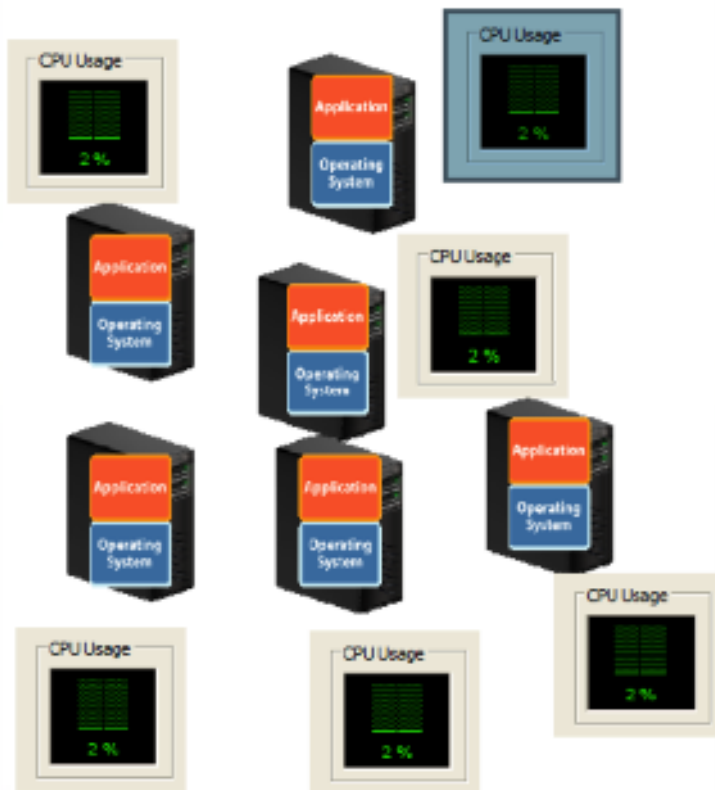 CPU Usage
2 %
CPU Usage
2 %
Application
Operating
System
Application
Operating
System
CPU Usage
2 %
Application
Operating
System
Application
Operating
System
Application
Operating
System
Application
Operating
System
CPU Usage
2 %
CPU Usage
2 %
CPU Usage
2 %